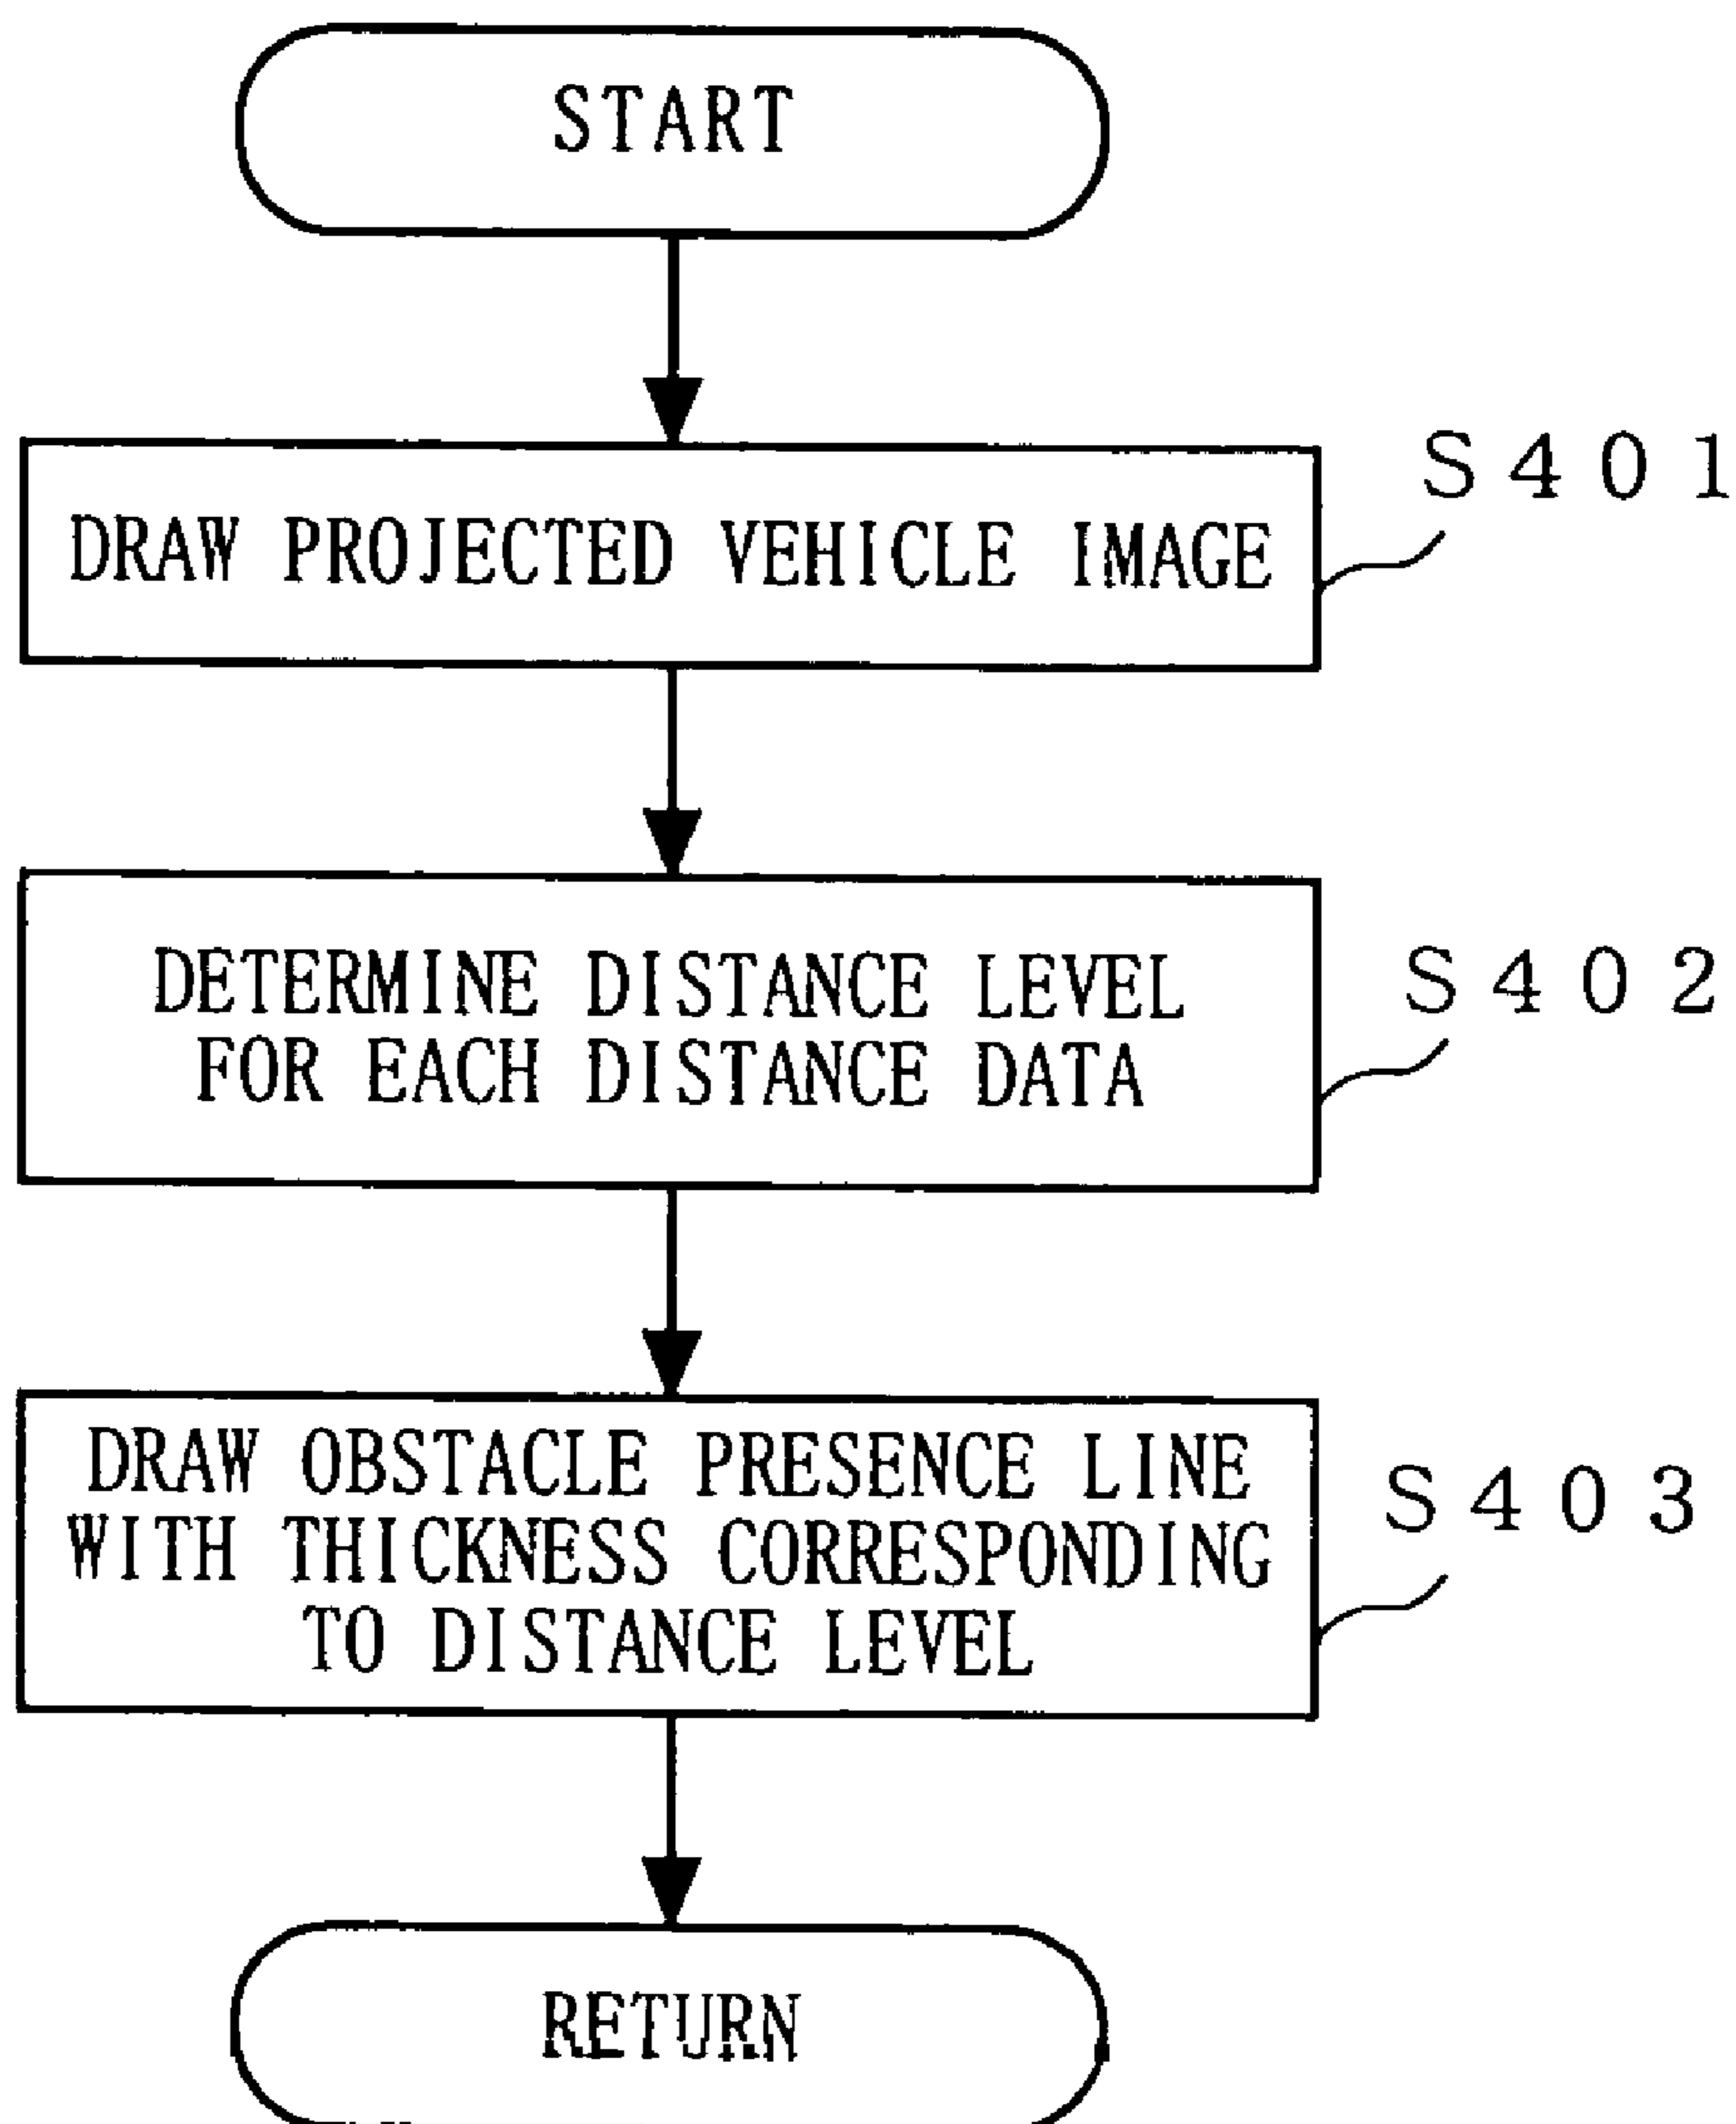 START
S401
DRAW PROJECTED VEHICLE IMAGE
S402
DETERMINE DISTANCE LEVEL
FOR EACH DISTANCE DATA
S403
DRAW OBSTACLE PRESENCE LINE
WITH THICKNESS CORRESPONDING
TO DISTANCE LEVEL
RETURN